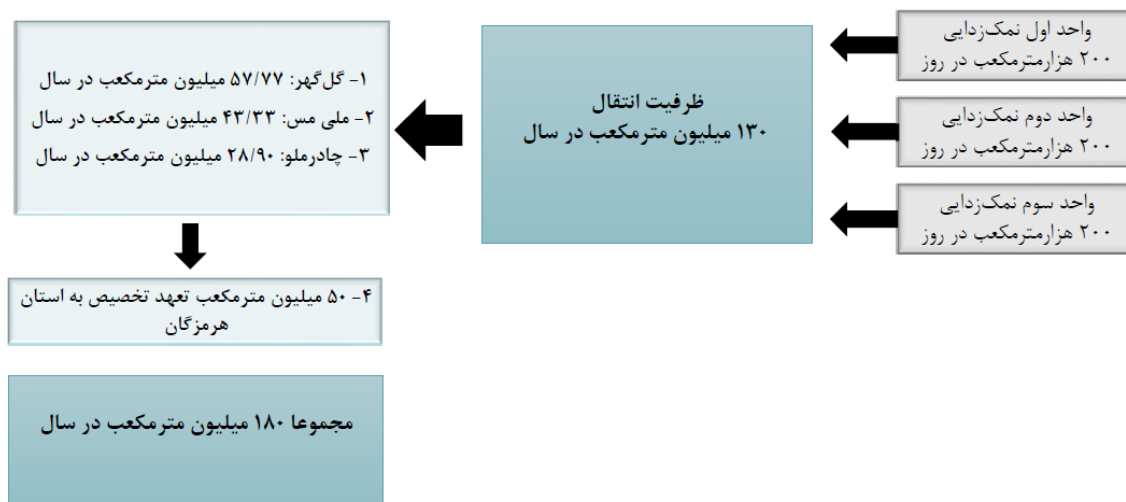 واحد اول نمک‌زدایی
۲۰۰ هزارمترمکعب در روز
واحد دوم نمک‌زدایی
۲۰۰ هزارمترمکعب در روز
واحد سوم نمک‌زدایی
۲۰۰ هزارمترمکعب در روز
ظرفیت انتقال
۱۳۰ میلیون مترمکعب در سال
۱- گل‌گهر: ۵۷/۷۷ میلیون مترمکعب در سال
۲- ملی مس: ۴۳/۳۳ میلیون مترمکعب در سال
۳- چادرملو: ۲۸/۹۰ میلیون مترمکعب در سال
۴- ۵۰ میلیون مترمکعب تعهد تخصیص به استان
هرمزگان
مجموعا ۱۸۰ میلیون مترمکعب در سال